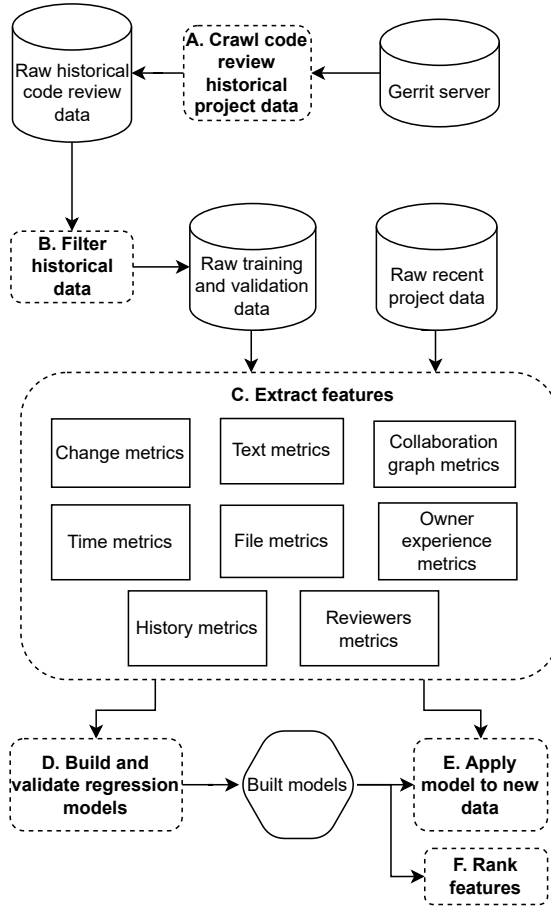 Raw historical
code review
data
A. Crawl code
review
historical
project data
Gerrit server
B. Filter
historical
data
Raw training
and validation
data
Raw recent
project data
C. Extract features
Change metrics
Text metrics
Collaboration
graph metrics
Time metrics
File metrics
Owner
experience
metrics
History metrics
Reviewers
metrics
D. Build and
validate regression
models
Built models
E. Apply
model to new
data
F. Rank
features